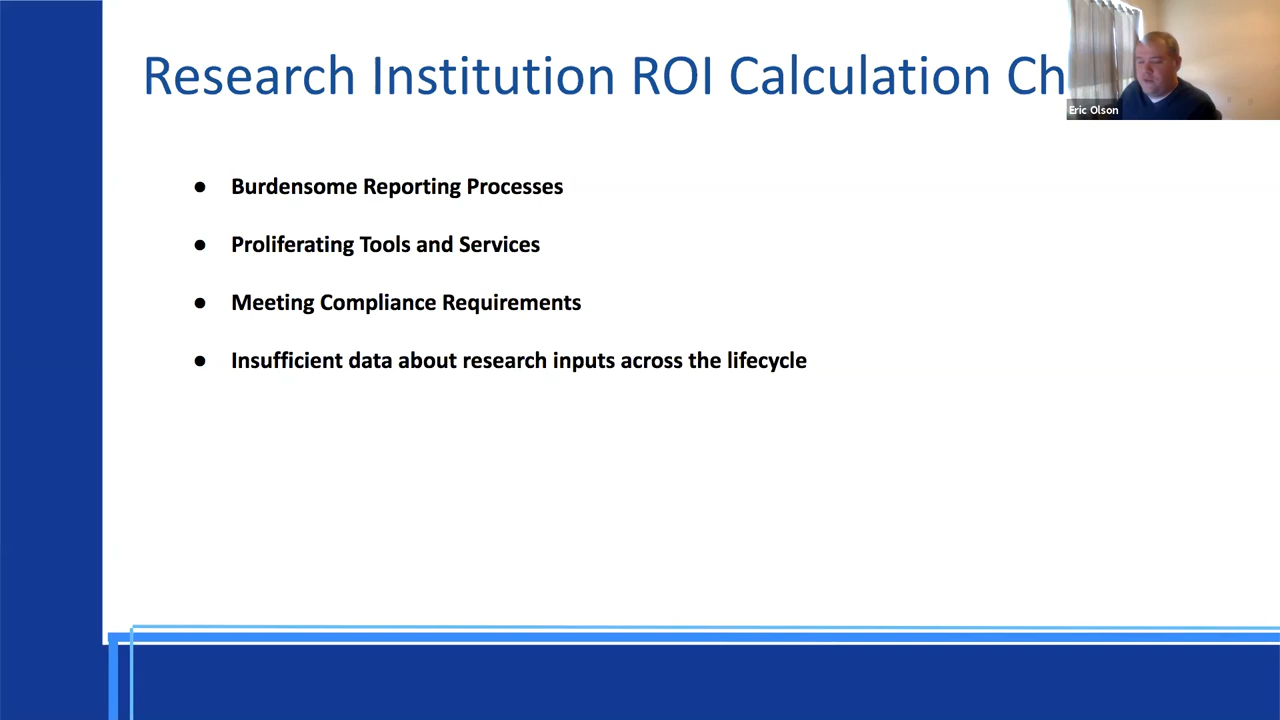 Research Institution ROI Calculation Ch
Eric Olson
● Burdensome Reporting Processes
● Proliferating Tools and Services
● Meeting Compliance Requirements
● Insufficient data about research inputs across the lifecycle